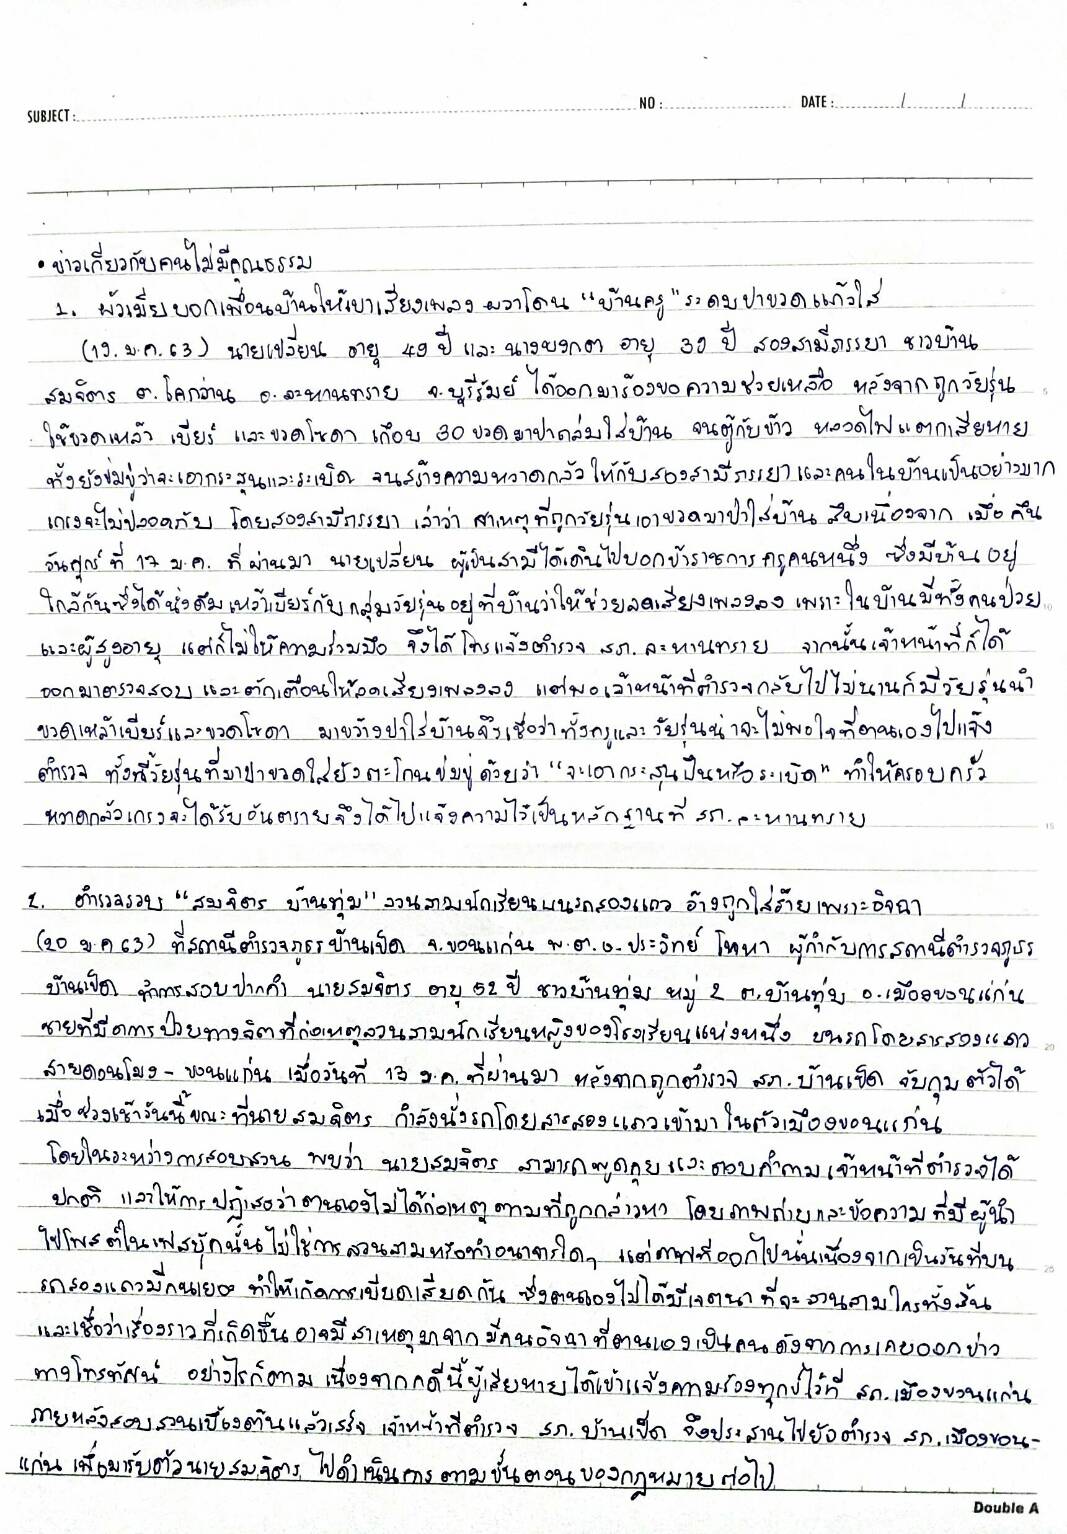 SUBJECT : NO : DATE : / /
• ข่าวเกี่ยวกับคนไม่มีคุณธรรม
1. ผัวเมียบอกเพื่อนบ้านให้เบาเสียงเพลง ผวาโดน "บ้านครู" ระดมปาขวดแก้วใส่
(19.ม.ค.63) นายเปลี่ยน อายุ 49 ปี และ นางผกา อายุ 39 ปี สองสามีภรรยา ชาวบ้าน
สมจิตร ต.โคกว่าน อ.ละหานทราย จ.บุรีรัมย์ ได้ออกมาร้องขอความช่วยเหลือ หลังจากถูกวัยรุ่น
ใช้ขวดเหล้า เบียร์ และขวดโซดา เกือบ 30 ขวดมาปาถล่มใส่บ้าน จนตู้กับข้าว หลอดไฟแตกเสียหาย
ทั้งยังข่มขู่ว่าจะเอากระสุนและระเบิด จนสร้างความหวาดกลัว ให้กับสองสามีภรรยาและคนในบ้านเป็นอย่างมาก
เกรงจะไม่ปลอดภัย โดยสองสามีภรรยา เล่าว่า สาเหตุที่ถูกวัยรุ่นเอาขวดมาปาใส่บ้าน สืบเนื่องจาก เมื่อคืน
วันศุกร์ ที่ 17 ม.ค. ที่ผ่านมา นายเปลี่ยน ผู้เป็นสามีได้เดินไปบอกข้าราชการครูคนหนึ่ง ซึ่งมีบ้านอยู่
ใกล้กันซึ่งได้นั่งดื่มเหล้าเบียร์กับกลุ่มวัยรุ่นอยู่ที่บ้านว่าให้ช่วยลดเสียงเพลงลง เพราะในบ้านมีทั้งคนป่วย
และผู้สูงอายุ แต่ก็ไม่ให้ความร่วมมือ จึงได้โทรแจ้งตำรวจ สภ.ละหานทราย จากนั้นเจ้าหน้าที่ก็ได้
ออกมาตรวจสอบ และตักเตือนให้ลดเสียงเพลงลง แต่พอเจ้าหน้าที่ตำรวจกลับไปไม่นานก็มีวัยรุ่นนำ
ขวดเหล้าเบียร์และขวดโซดา มาขว้างปาใส่บ้านจึงเชื่อว่าทั้งครูและวัยรุ่นน่าจะไม่พอใจที่ตนเองไปแจ้ง
ตำรวจ ทั้งนี้วัยรุ่นที่มาปาขวดใส่ยังตะโกนข่มขู่ด้วยว่า "จะเอากระสุนปืนหรือระเบิด" ทำให้ครอบครัว
หวาดกลัวเกรงจะได้รับอันตรายจึงได้ไปแจ้งความไว้เป็นหลักฐานที่ สภ.ละหานทราย
2. ตำรวจรวบ "สมจิตร บ้านทุ่ม" ลวนลามนักเรียนบนรถสองแถว อ้างถูกใส่ร้ายเพราะอิจฉา
(20 ม.ค 63) ที่สถานีตำรวจภูธรบ้านเป็ด จ.ขอนแก่น พ.ต.อ.ประวิทย์ โทหา ผู้กำกับการสถานีตำรวจภูธร
บ้านเป็ด ทำการสอบปากคำ นายสมจิตร อายุ 52 ปี ชาวบ้านทุ่ม หมู่ 2 ต.บ้านทุ่ม อ.เมืองขอนแก่น
ชายที่มีอาการป่วยทางจิตที่ก่อเหตุลวนลามนักเรียนหญิงของโรงเรียนแห่งหนึ่ง บนรถโดยสารสองแถว
สายดอนโมง-ขอนแก่น เมื่อวันที่ 13 ม.ค.ที่ผ่านมา หลังจากถูกตำรวจ สภ.บ้านเป็ด จับกุมตัวได้
เมื่อช่วงเช้าวันนี้ขณะที่นายสมจิตร กำลังนั่งรถโดยสารสองแถวเข้ามาในตัวเมืองขอนแก่น
โดยในระหว่างการสอบสวน พบว่า นายสมจิตร สามารถพูดคุยและตอบคำถามเจ้าหน้าที่ตำรวจได้
ปกติ และให้การปฏิเสธว่าตนเองไม่ได้ก่อเหตุตามที่ถูกกล่าวหา โดยภาพถ่ายและข้อความที่มีผู้นำ
ไปโพสต์ในเฟสบุ๊กนั้นไม่ใช่การลวนลามหรือทำอนาจารใดๆ แต่ภาพที่ออกไปนั้นเนื่องจากเป็นวันที่บน
รถสองแถวมีคนเยอะ ทำให้เกิดการเบียดเสียดกัน ซึ่งตนเองไม่ได้มีเจตนาที่จะลวนลามใครทั้งสิ้น
และเชื่อว่าเรื่องราวที่เกิดขึ้นอาจมีสาเหตุมาจากมีคนอิจฉาที่ตนเองเป็นคนดังจากการเคยออกข่าว
ทางโทรทัศน์ อย่างไรก็ตาม เนื่องจากคดีนี้ผู้เสียหายได้เข้าแจ้งความร้องทุกข์ไว้ที่ สภ.เมืองขอนแก่น
ภายหลังสอบสวนเบื้องต้นแล้วเสร็จ เจ้าหน้าที่ตำรวจ สภ.บ้านเป็ด จึงประสานไปยังตำรวจ สภ.เมืองขอน-
แก่น เพื่อมารับตัวนายสมจิตร ไปดำเนินการตามขั้นตอนของกฎหมายต่อไป
Double A